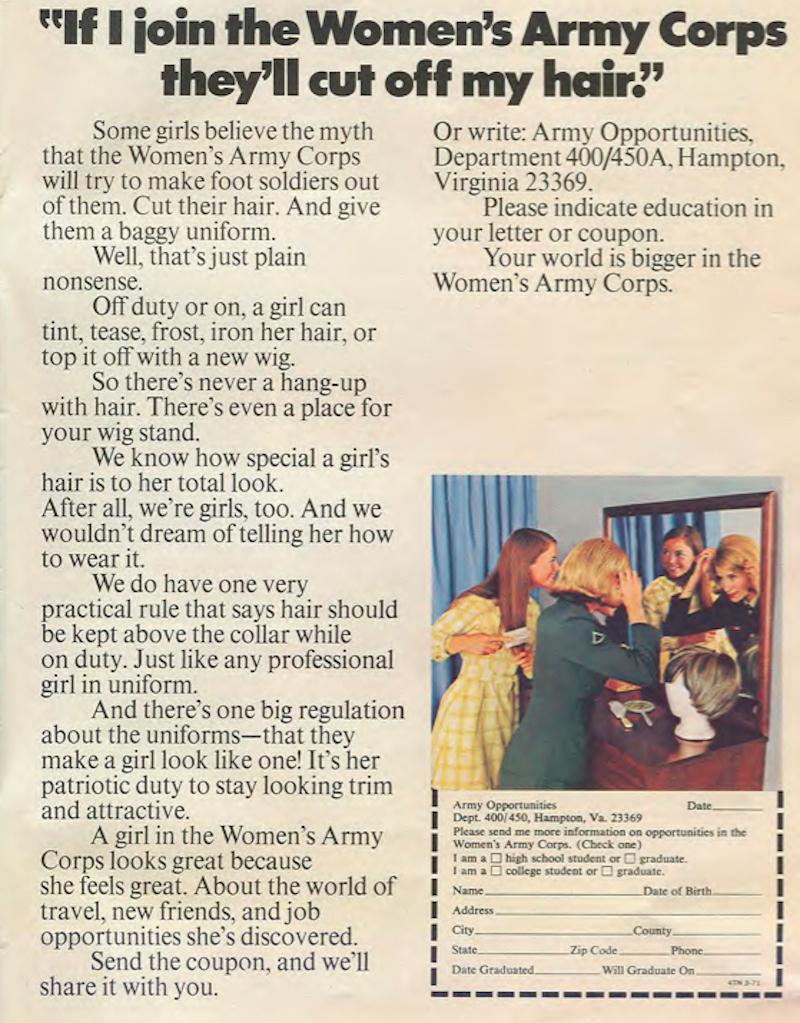 "If I join the Women's Army Corps
they'll cut off my hair."
Some girls believe the myth
that the Women's Army Corps
will try to make foot soldiers out
of them. Cut their hair. And give
them a baggy uniform.
Well, that's just plain
nonsense.
Off duty or on, a girl can
tint, tease, frost, iron her hair, or
top it off with a new wig.
So there's never a hang-up
with hair. There's even a place for
your wig stand.
We know how special a girl's
hair is to her total look.
After all, we're girls, too. And we
wouldn't dream of telling her how
to wear it.
We do have one very
practical rule that says hair should
be kept above the collar while
on duty. Just like any professional
girl in uniform.
And there's one big regulation
about the uniforms—that they
make a girl look like one! It's her
patriotic duty to stay looking trim
and attractive.
A girl in the Women's Army
Corps looks great because
she feels great. About the world of
travel, new friends, and job
opportunities she's discovered.
Send the coupon, and we'll
share it with you.
Or write: Army Opportunities,
Department 400/450A, Hampton,
Virginia 23369.
Please indicate education in
your letter or coupon.
Your world is bigger in the
Women's Army Corps.
Army Opportunities Date
Dept. 400/450, Hampton, Va. 23369
Please send me more information on opportunities in the
Women's Army Corps. (Check one)
I am a ☐ high school student or ☐ graduate.
I am a ☐ college student or ☐ graduate.
Name Date of Birth
Address
City County
State Zip Code Phone
Date Graduated Will Graduate On